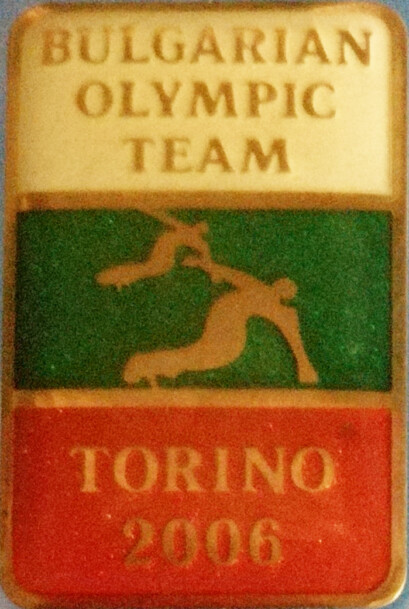 BULGARIAN
OLYMPIC
TEAM
TORINO
2006